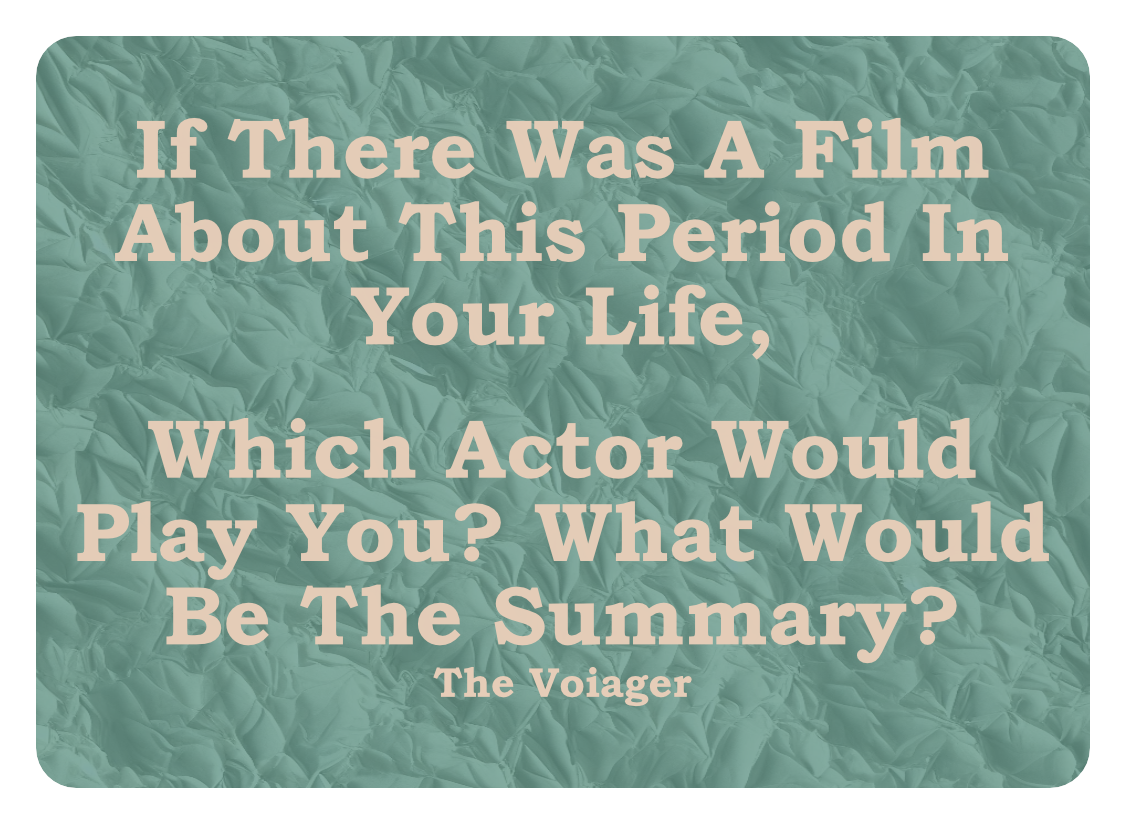 If There Was A Film
About This Period In
Your Life,
Which Actor Would
Play You? What Would
Be The Summary?
The Voiager